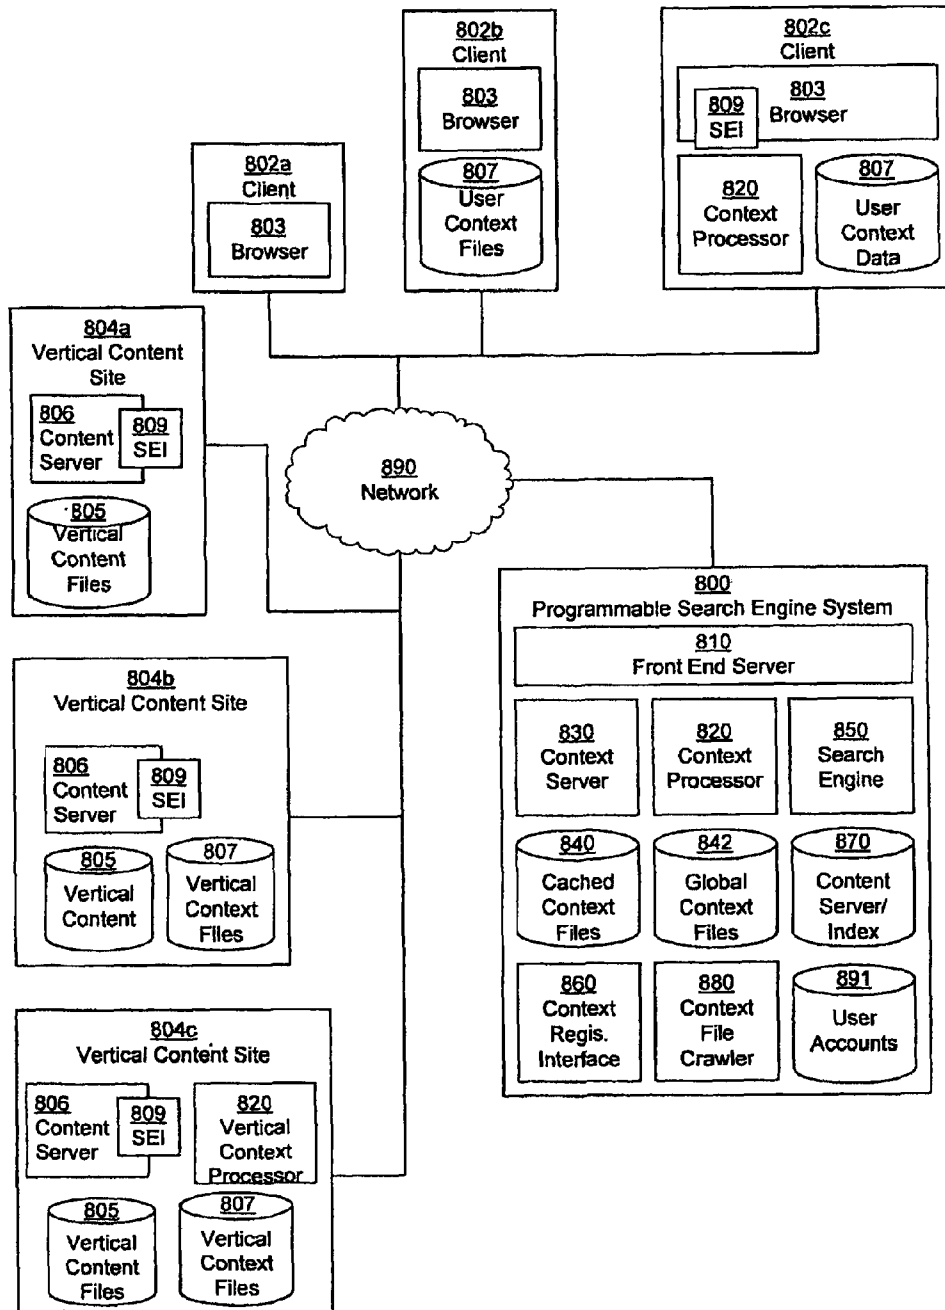 802a
Client
803
Browser
802b
Client
803
Browser
807
User
Context
Files
802c
Client
803
Browser
809
SEI
820
Context
Processor
807
User
Context
Data
804a
Vertical Content
Site
806
Content
Server
809
SEI
805
Vertical
Content
Files
890
Network
804b
Vertical Content Site
806
Content
Server
809
SEI
805
Vertical
Content
807
Vertical
Context
Files
804c
Vertical Content Site
806
Content
Server
809
SEI
820
Vertical
Context
Processor
805
Vertical
Content
Files
807
Vertical
Context
Files
800
Programmable Search Engine System
810
Front End Server
830
Context
Server
820
Context
Processor
850
Search
Engine
840
Cached
Context
Files
842
Global
Context
Files
870
Content
Server/
Index
860
Context
Regis.
Interface
880
Context
File
Crawler
891
User
Accounts